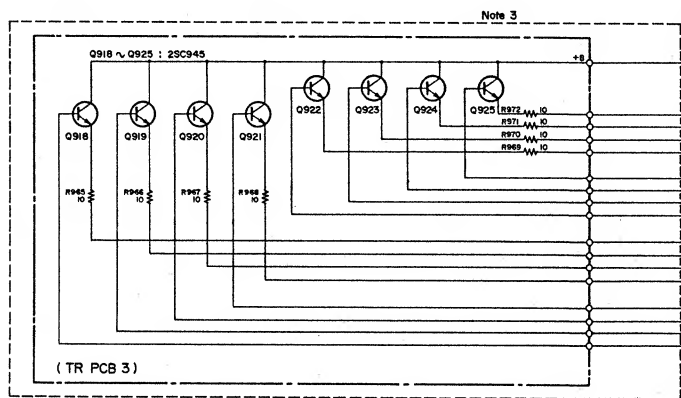 Note 3
Q918 ~ Q925 : 2SC945
+B
Q918
Q919
Q920
Q921
Q922
Q923
Q924
Q925
R972 10
R971 10
R970 10
R969 10
R965 10
R966 10
R967 10
R968 10
( TR PCB 3 )